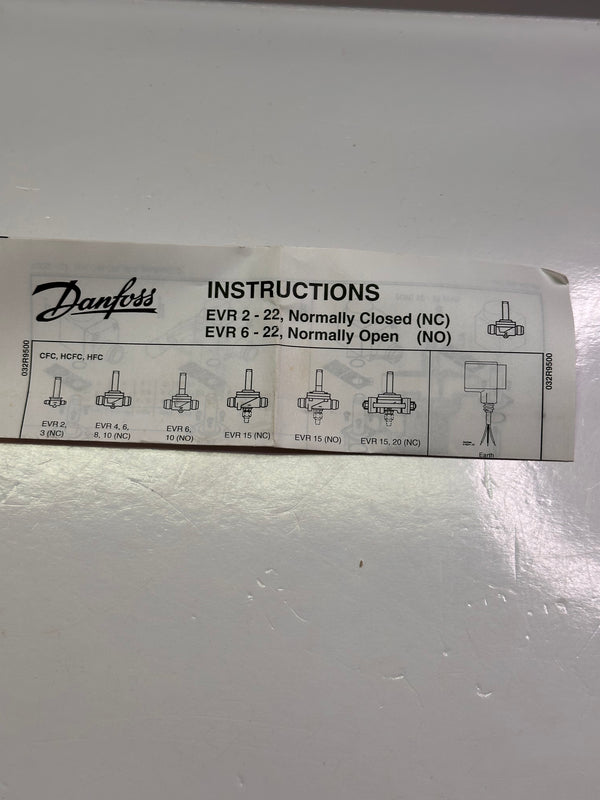 Danfoss
INSTRUCTIONS
EVR 2 - 22, Normally Closed (NC)
EVR 6 - 22, Normally Open (NO)
032R9500
032R9500
CFC, HCFC, HFC
EVR 2,
3 (NC)
EVR 4, 6,
8, 10 (NC)
EVR 6,
10 (NO)
EVR 15 (NC)
EVR 15 (NO)
EVR 15, 20 (NC)
Earth